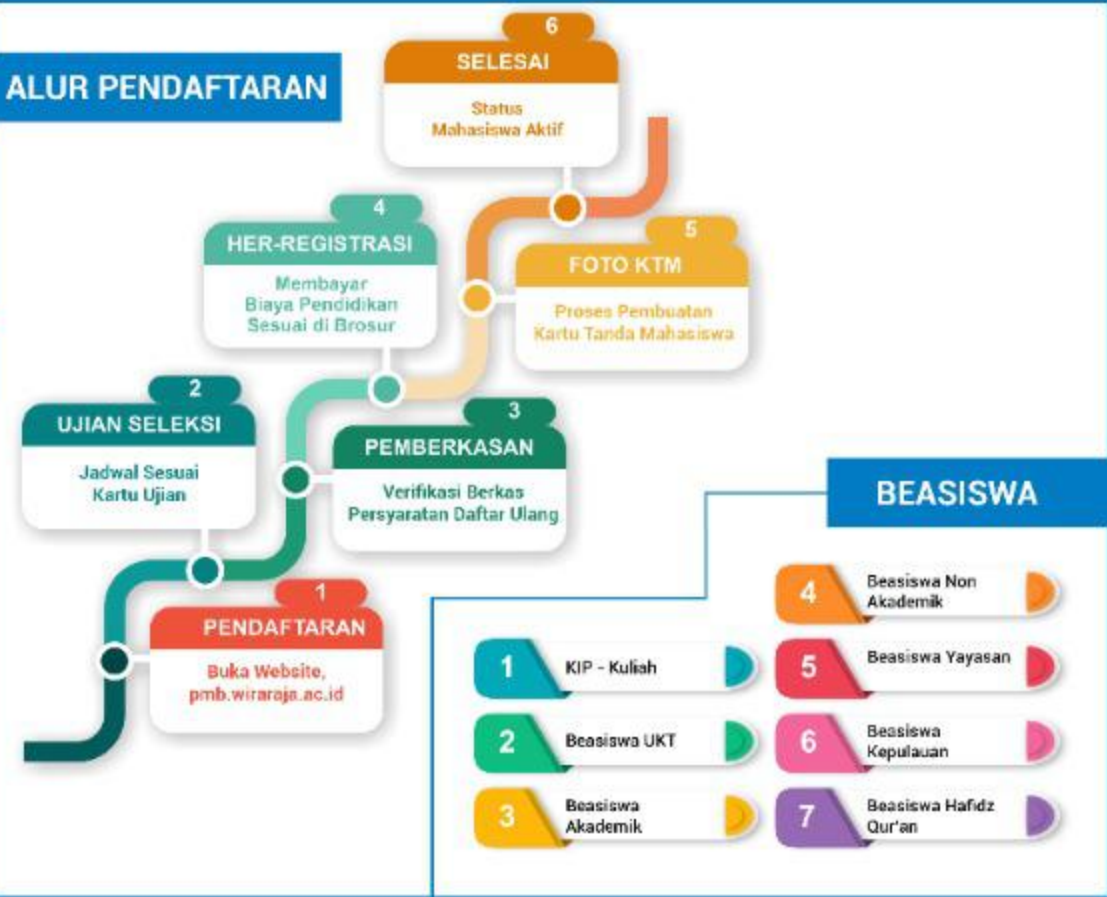 ALUR PENDAFTARAN
1
PENDAFTARAN
Buka Website,
pmb.wiraraja.ac.id
2
UJIAN SELEKSI
Jadwal Sesuai
Kartu Ujian
3
PEMBERKASAN
Verifikasi Berkas
Persyaratan Daftar Ulang
4
HER-REGISTRASI
Membayar
Biaya Pendidikan
Sesuai di Brosur
5
FOTO KTM
Proses Pembuatan
Kartu Tanda Mahasiswa
6
SELESAI
Status
Mahasiswa Aktif
BEASISWA
1
KIP - Kuliah
2
Beasiswa UKT
3
Beasiswa
Akademik
4
Beasiswa Non
Akademik
5
Beasiswa Yayasan
6
Beasiswa
Kepulauan
7
Beasiswa Hafidz
Qur'an